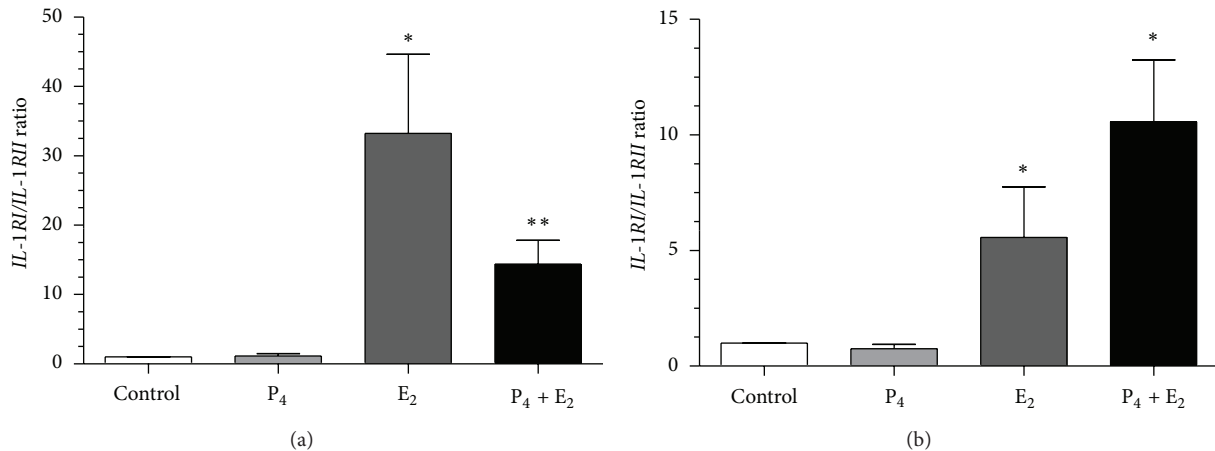 IL-1RI/IL-1RII ratio
50
40
30
20
10
0
*
**
Control
P₄
E₂
P₄ + E₂
(a)
IL-1RI/IL-1RII ratio
15
10
5
0
*
*
Control
P₄
E₂
P₄ + E₂
(b)